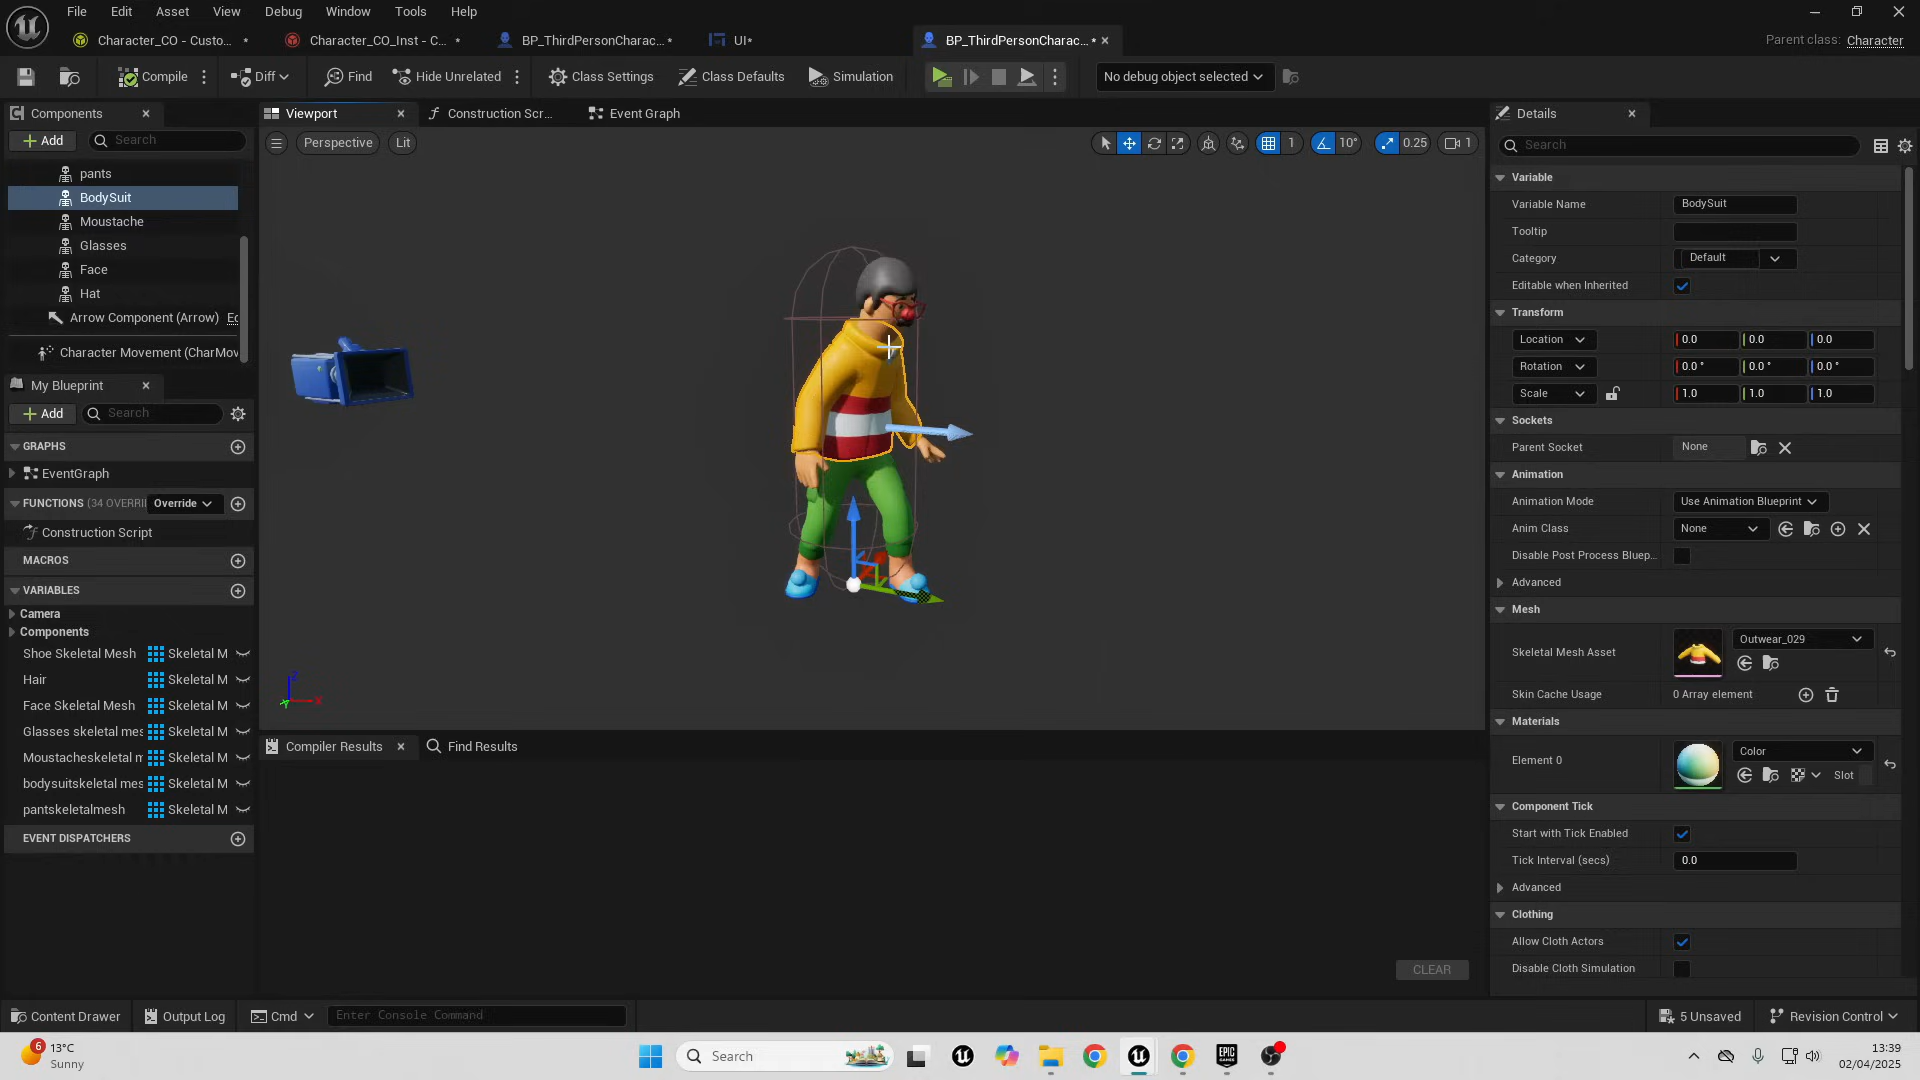 File Edit Asset View Debug Window Tools Help
Character_CO - Custo... • Character_CO_Inst - C... • BP_ThirdPersonCharac... • UI• BP_ThirdPersonCharac... • Parent class: Character
Compile Diff Find Hide Unrelated Class Settings Class Defaults Simulation No debug object selected
Components
Add Search
pants
BodySuit
Moustache
Glasses
Face
Hat
Arrow Component (Arrow) Ec
Character Movement (CharMov
My Blueprint
Add Search
GRAPHS
EventGraph
FUNCTIONS (34 OVERRI Override
Construction Script
MACROS
VARIABLES
Camera
Components
Shoe Skeletal Mesh Skeletal M
Hair Skeletal M
Face Skeletal Mesh Skeletal M
Glasses skeletal mes Skeletal M
Moustacheskeletal m Skeletal M
bodysuitskeletal mes Skeletal M
pantskeletalmesh Skeletal M
EVENT DISPATCHERS
Viewport Construction Scr... Event Graph
Perspective Lit 1 10° 0.25 1
Z
X
Y
Compiler Results Find Results
CLEAR
Details
Search
Variable
Variable Name BodySuit
Tooltip
Category Default
Editable when Inherited
Transform
Location 0.0 0.0 0.0
Rotation 0.0 ° 0.0 ° 0.0 °
Scale 1.0 1.0 1.0
Sockets
Parent Socket None
Animation
Animation Mode Use Animation Blueprint
Anim Class None
Disable Post Process Bluep...
Advanced
Mesh
Skeletal Mesh Asset Outwear_029
Skin Cache Usage 0 Array element
Materials
Element 0 Color
Slot
Component Tick
Start with Tick Enabled
Tick Interval (secs) 0.0
Advanced
Clothing
Allow Cloth Actors
Disable Cloth Simulation
Content Drawer Output Log Cmd Enter Console Command 5 Unsaved Revision Control
6 13°C
Sunny
Search
EPIC GAMES
13:39
02/04/2025